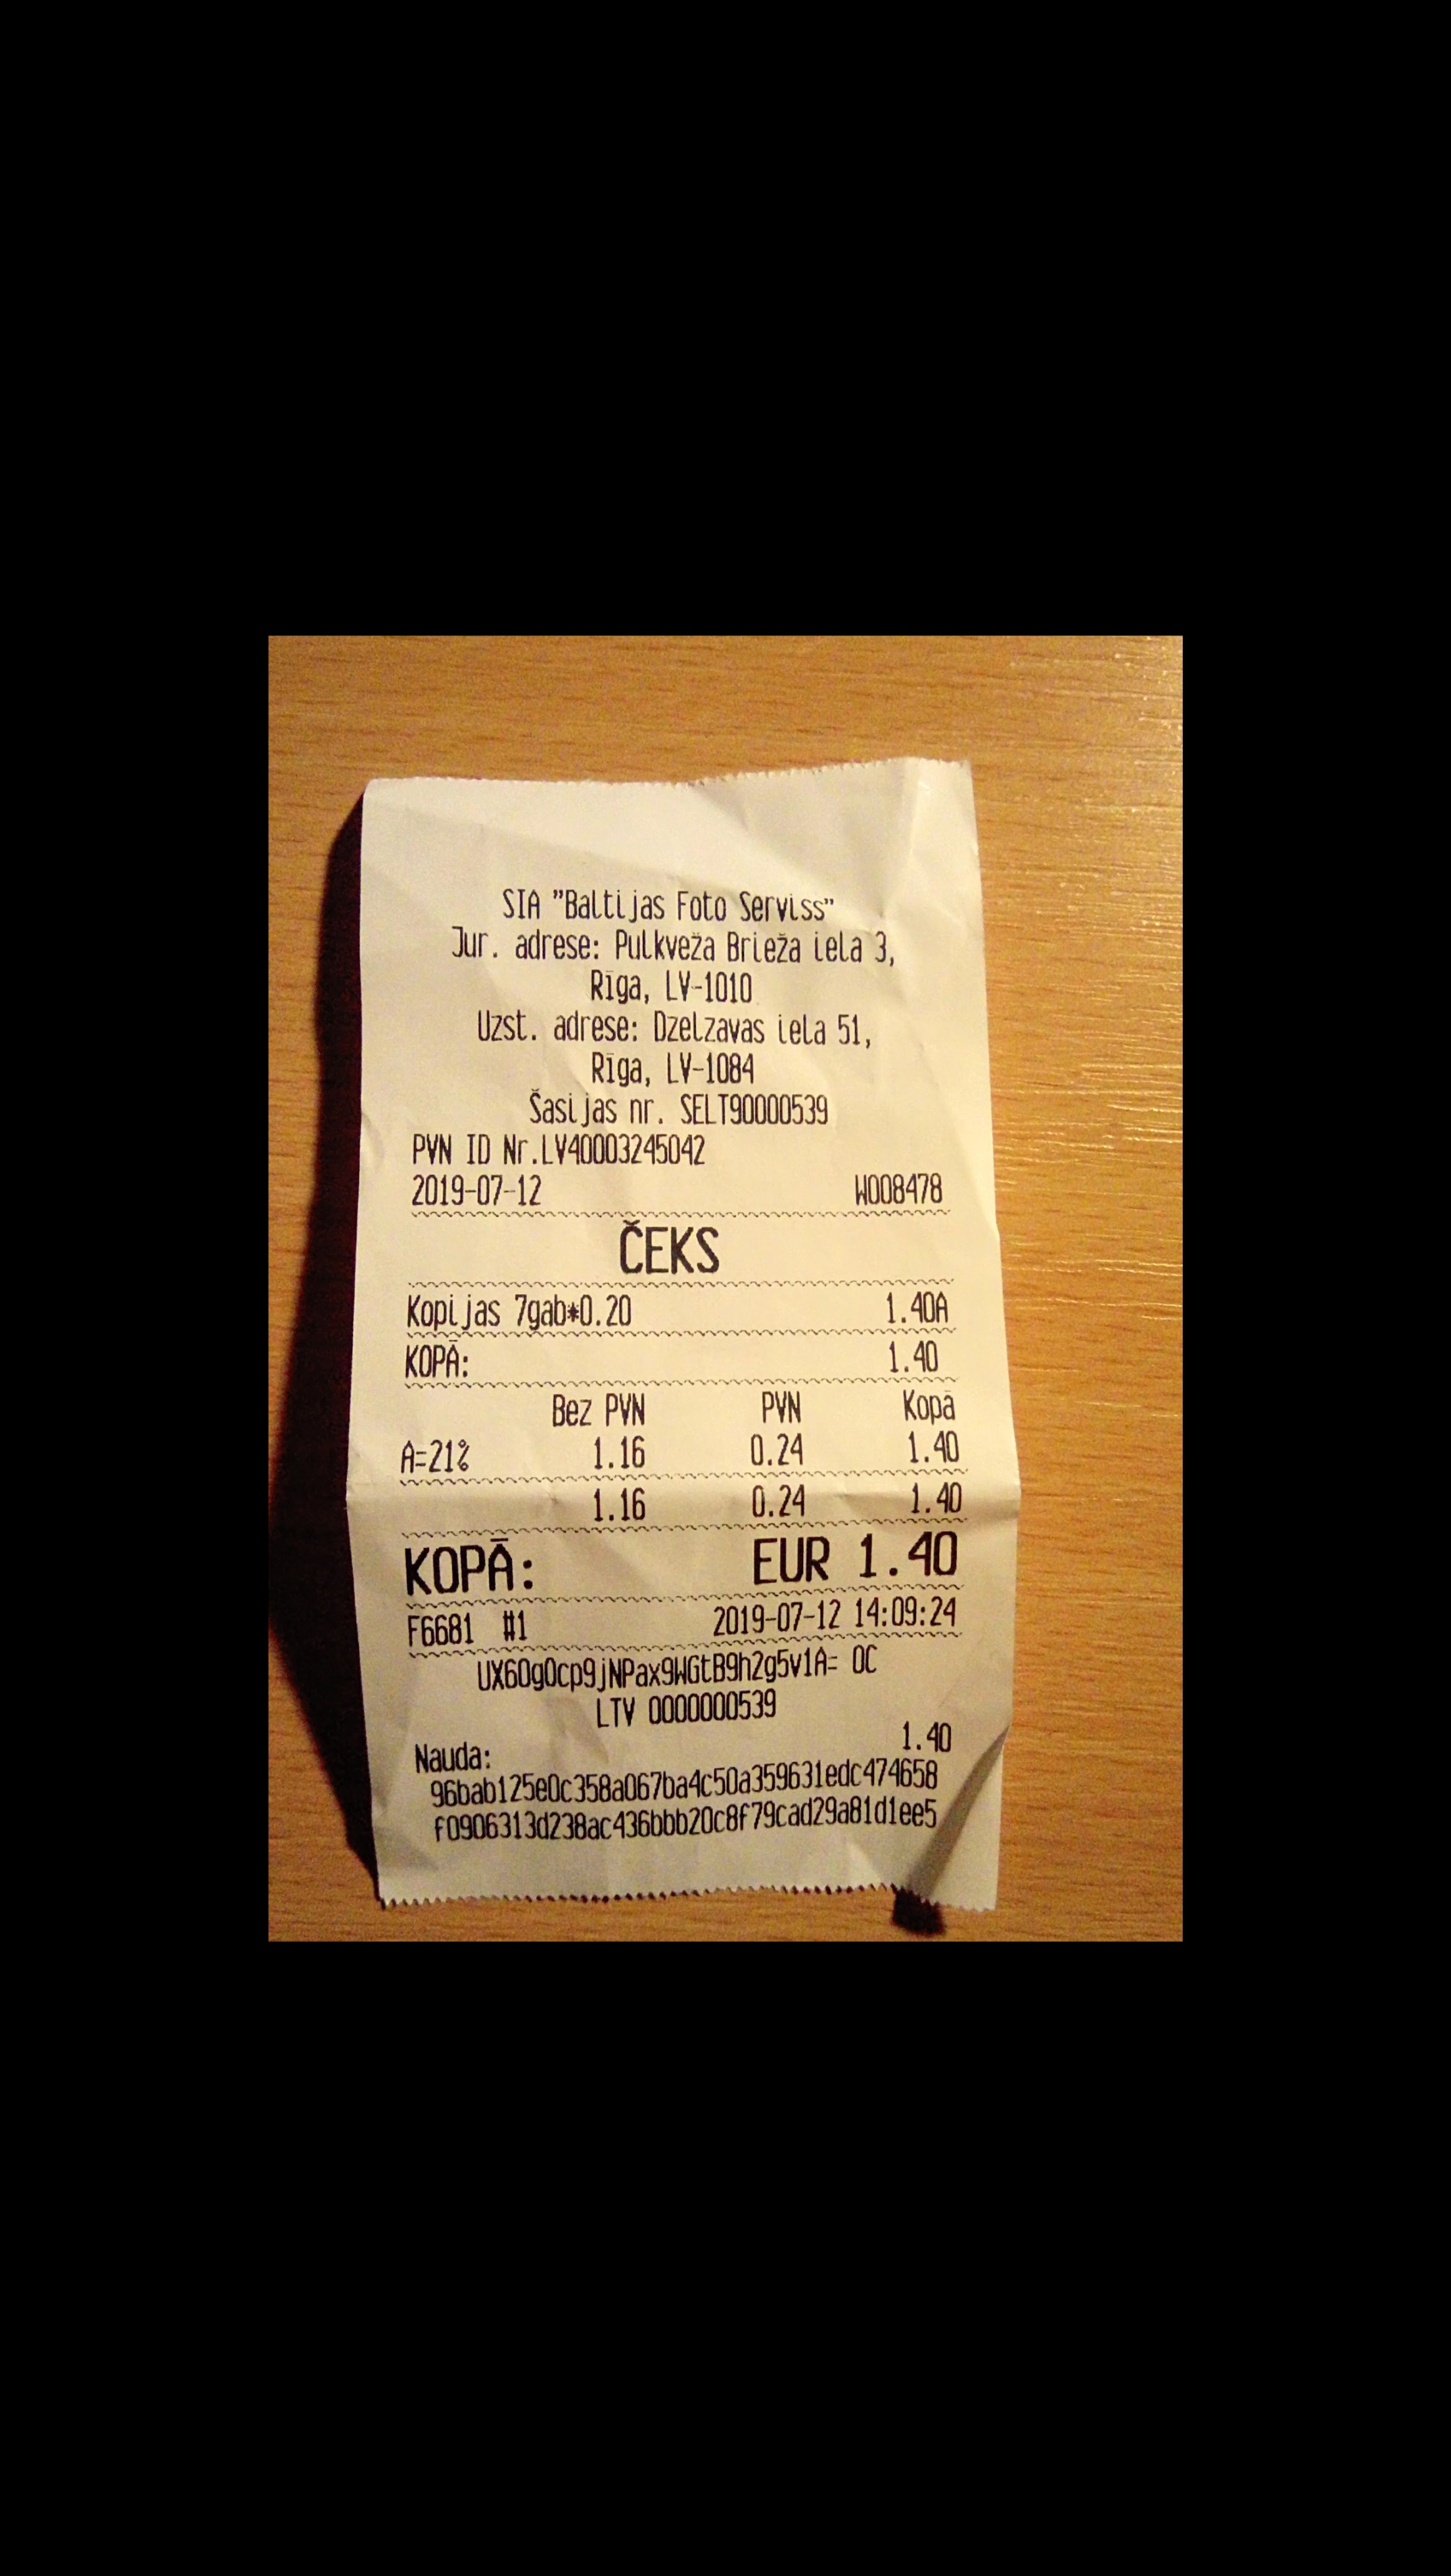 SIA "Baltijas Foto Serviss"
Jur. adrese: Pulkveža Brieža iela 3,
Rīga, LV-1010
Uzst. adrese: Dzelzavas iela 51,
Rīga, LV-1084
Šasijas nr. SELT90000539
PVN ID Nr.LV40003245042
2019-07-12 W008478
ČEKS
Kopijas 7gab*0.20 1.40A
KOPĀ: 1.40
Bez PVN PVN Kopā
A=21% 1.16 0.24 1.40
1.16 0.24 1.40
KOPĀ: EUR 1.40
F6681 #1 2019-07-12 14:09:24
UX6OgOcp9jNPax9WGtB9h2g5v1A= OC
LTV 0000000539
Nauda: 1.40
96bab125e0c358a067ba4c50a359631edc474658
f0906313d238ac436bbb20c8f79cad29a81d1ee5